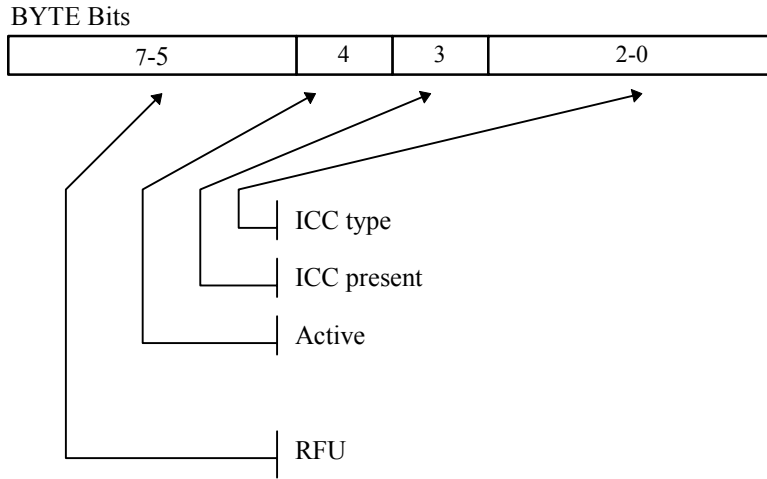 BYTE Bits
7-5 4 3 2-0
ICC type
ICC present
Active
RFU